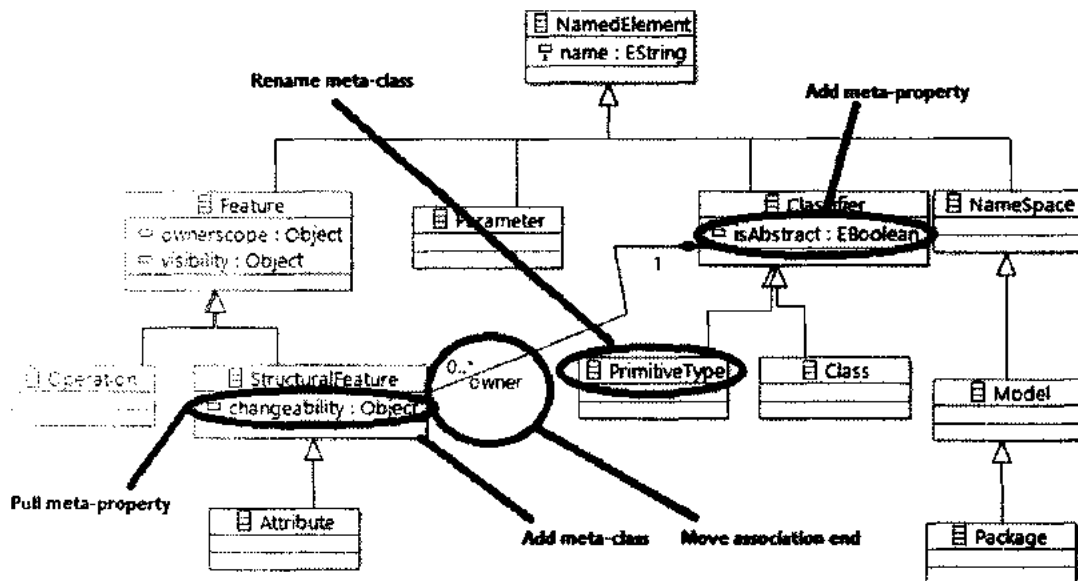 NamedElement
name : EString
Rename meta-class
Add meta-property
Feature
ownerscope : Object
visibility : Object
Parameter
Classifier
isAbstract : EBoolean
NameSpace
1
Operation
StructuralFeature
changeability : Object
0..*
owner
PrimitiveType
Class
Model
Pull meta-property
Attribute
Add meta-class
Move association end
Package